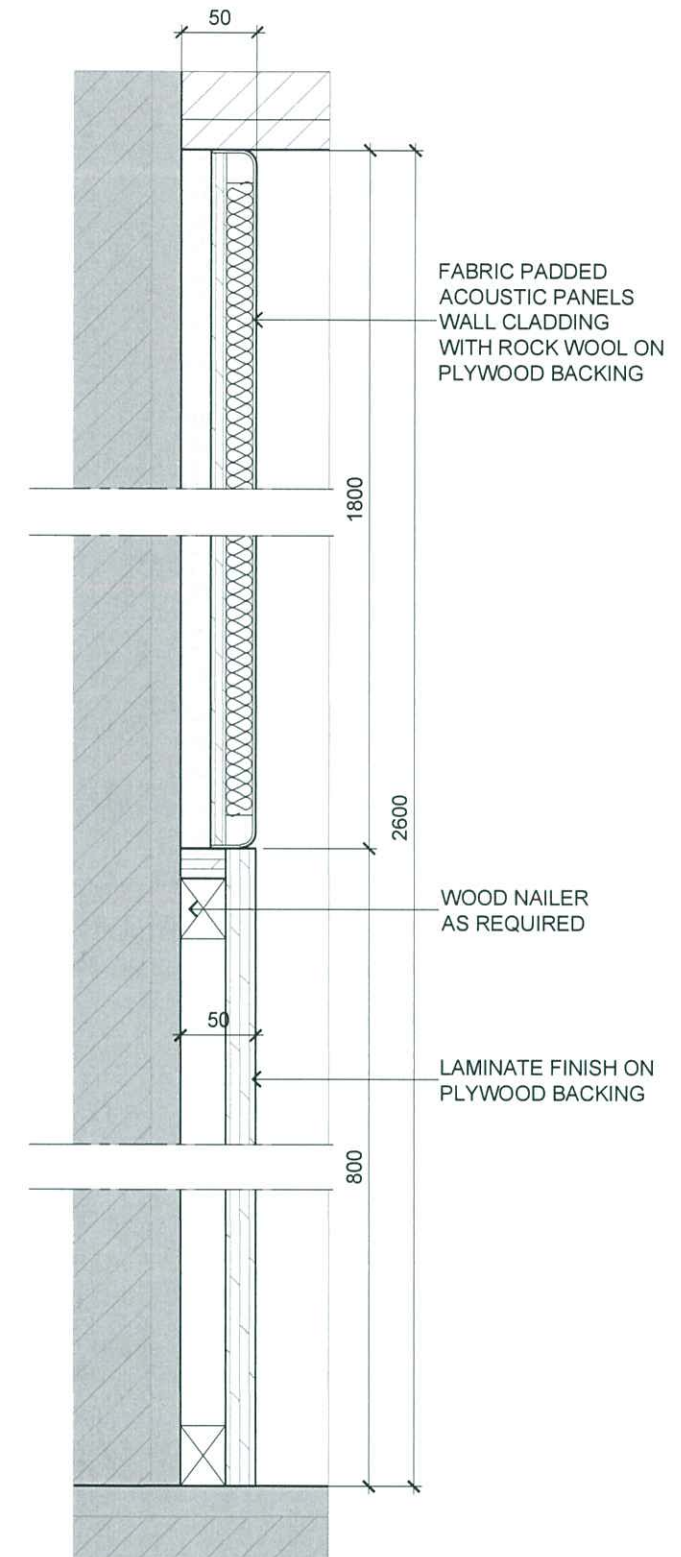 50
FABRIC PADDED
ACOUSTIC PANELS
WALL CLADDING
WITH ROCK WOOL ON
PLYWOOD BACKING
1800
2600
WOOD NAILER
AS REQUIRED
50
LAMINATE FINISH ON
PLYWOOD BACKING
800